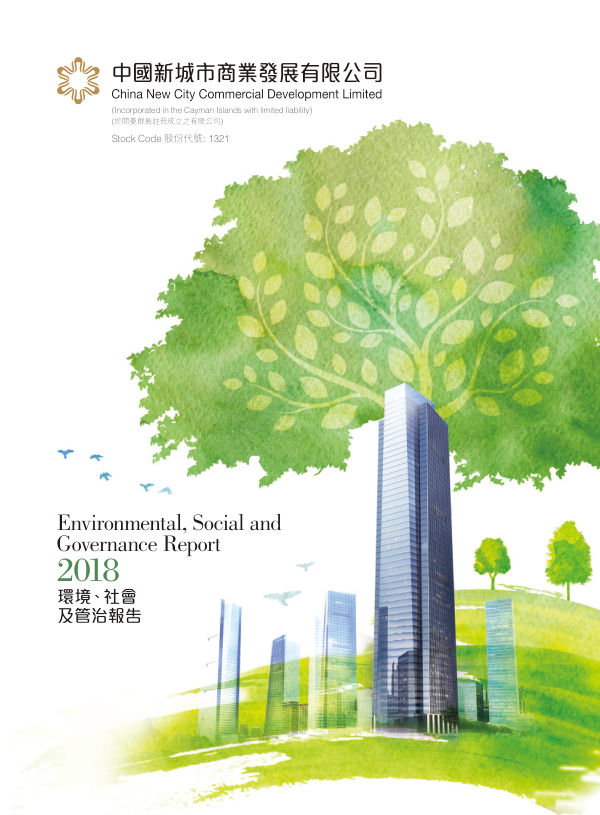 中國新城市商業發展有限公司
China New City Commercial Development Limited
(Incorporated in the Cayman Islands with limited liability)
(於開曼群島註冊成立之有限公司)
Stock Code 股份代號: 1321
Environmental, Social and
Governance Report
2018
環境、社會
及管治報告